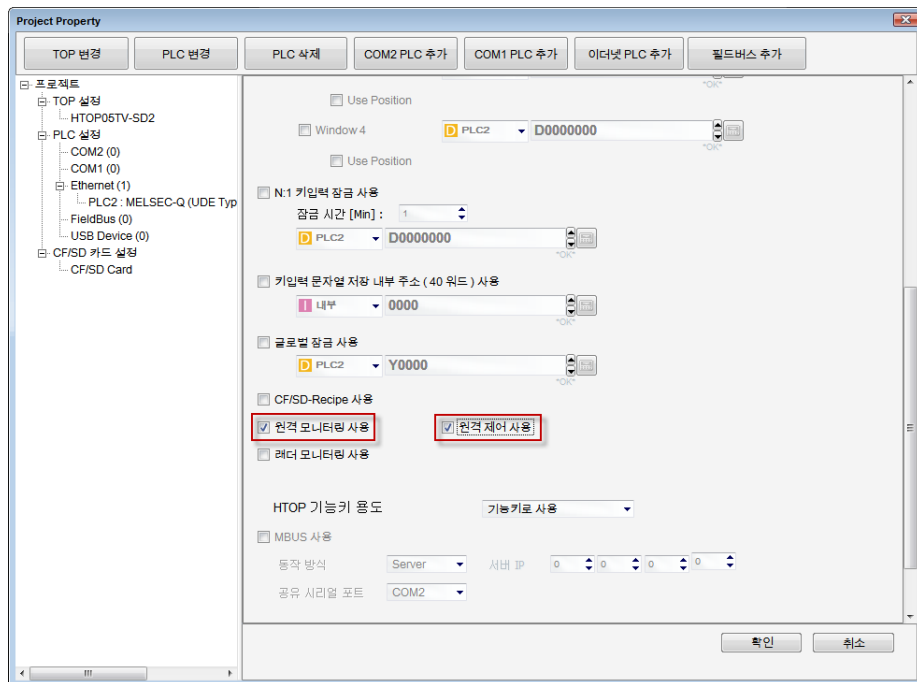 Project Property
TOP 변경 PLC 변경 PLC 삭제 COM2 PLC 추가 COM1 PLC 추가 이더넷 PLC 추가 필드버스 추가
프로젝트
TOP 설정
HTOP05TV-SD2
PLC 설정
COM2 (0)
COM1 (0)
Ethernet (1)
PLC2 : MELSEC-Q (UDE Typ
FieldBus (0)
USB Device (0)
CF/SD 카드 설정
CF/SD Card
*OK*
Use Position
Window 4 D PLC2 D0000000
*OK*
Use Position
N:1 키입력 잠금 사용
잠금 시간 [Min] : 1
D PLC2 D0000000
*OK*
키입력 문자열 저장 내부 주소 ( 40 워드 ) 사용
I 내부 0000
*OK*
글로벌 잠금 사용
D PLC2 Y0000
*OK*
CF/SD-Recipe 사용
원격 모니터링 사용 원격 제어 사용
래더 모니터링 사용
HTOP 기능키 용도 기능키로 사용
MBUS 사용
동작 방식 Server 서버 IP 0 0 0 0
공유 시리얼 포트 COM2
확인 취소